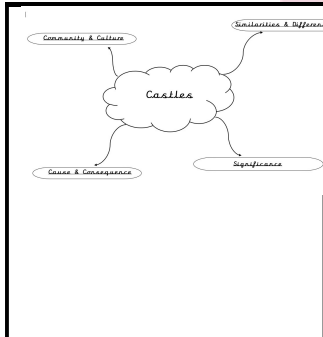 Similarities & Differen
Community & Culture
Castles
Significance
Cause & Consequence